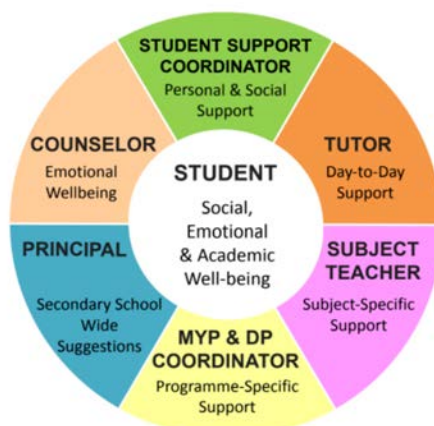 STUDENT SUPPORT
COORDINATOR
Personal & Social
Support
COUNSELOR
Emotional
Wellbeing
TUTOR
Day-to-Day
Support
STUDENT
Social,
Emotional
& Academic
Well-being
PRINCIPAL
Secondary School
Wide
Suggestions
SUBJECT
TEACHER
Subject-Specific
Support
MYP & DP
COORDINATOR
Programme-Specific
Support